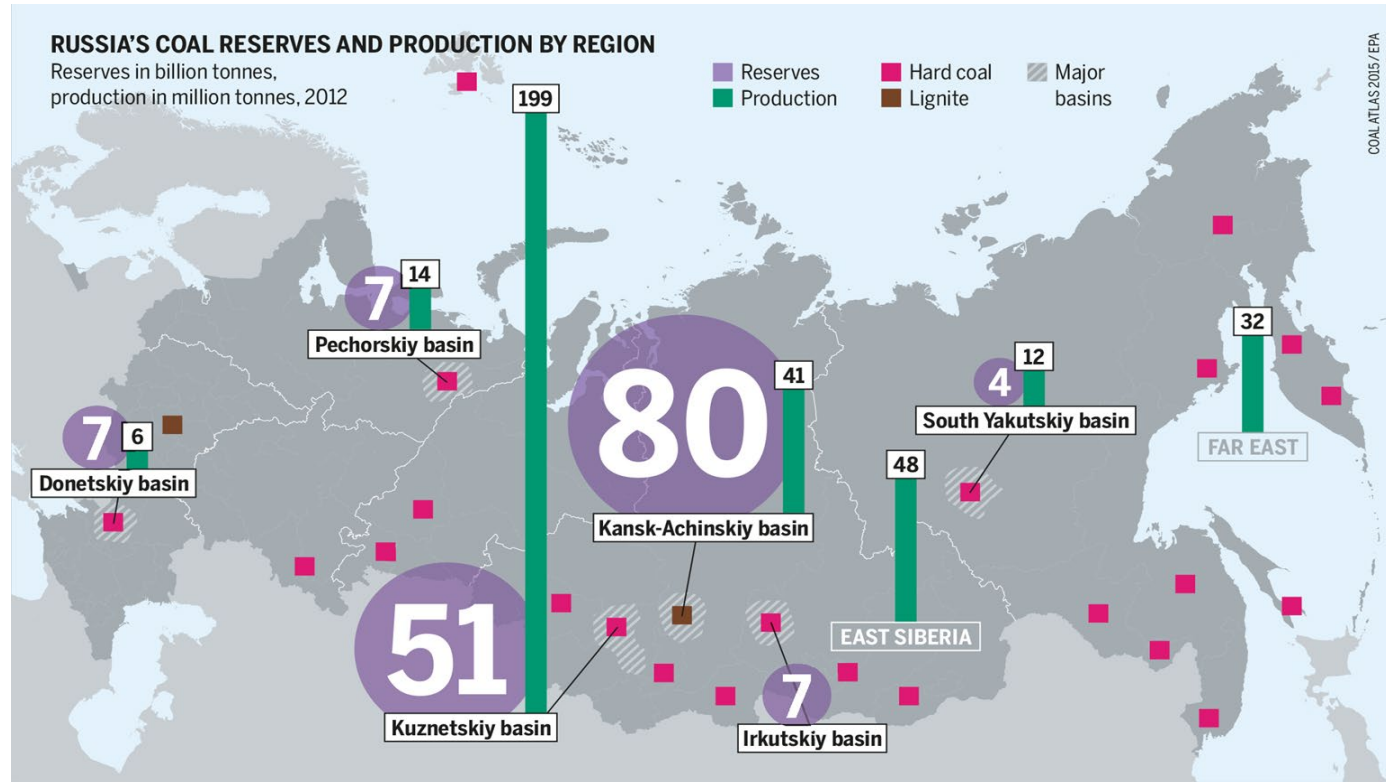 RUSSIA'S COAL RESERVES AND PRODUCTION BY REGION
Reserves in billion tonnes,
production in million tonnes, 2012
Reserves
Production
Hard coal
Lignite
Major
basins
COAL ATLAS 2015 / EPA
199
7
14
Pechorskiy basin
7
6
Donetskiy basin
80
41
Kansk-Achinskiy basin
4
12
South Yakutskiy basin
32
FAR EAST
48
EAST SIBERIA
51
Kuznetskiy basin
7
Irkutskiy basin